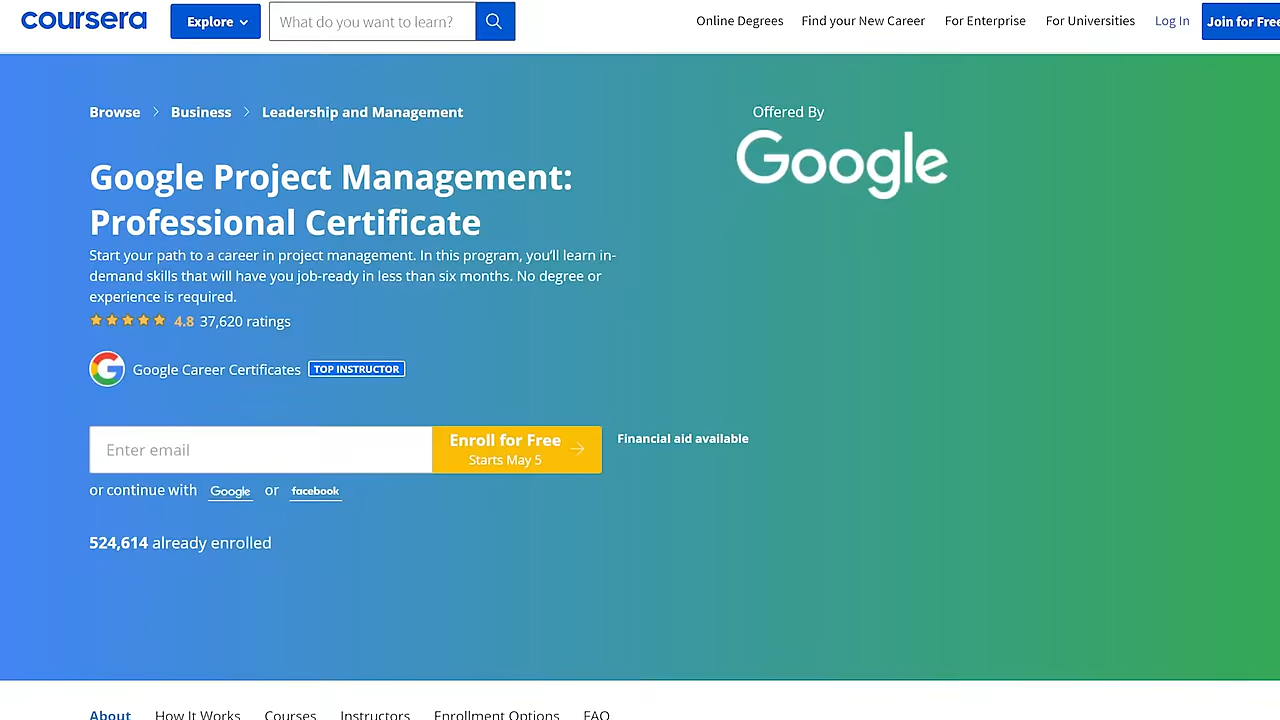 coursera Explore What do you want to learn? Online Degrees Find your New Career For Enterprise For Universities Log In Join for Free
Browse > Business > Leadership and Management
Offered By
Google
Google Project Management:
Professional Certificate
Start your path to a career in project management. In this program, you’ll learn in-
demand skills that will have you job-ready in less than six months. No degree or
experience is required.
4.8 37,620 ratings
G Google Career Certificates TOP INSTRUCTOR
Enter email
Enroll for Free
Starts May 5
Financial aid available
or continue with Google or facebook
524,614 already enrolled
About How It Works Courses Instructors Enrollment Options FAQ